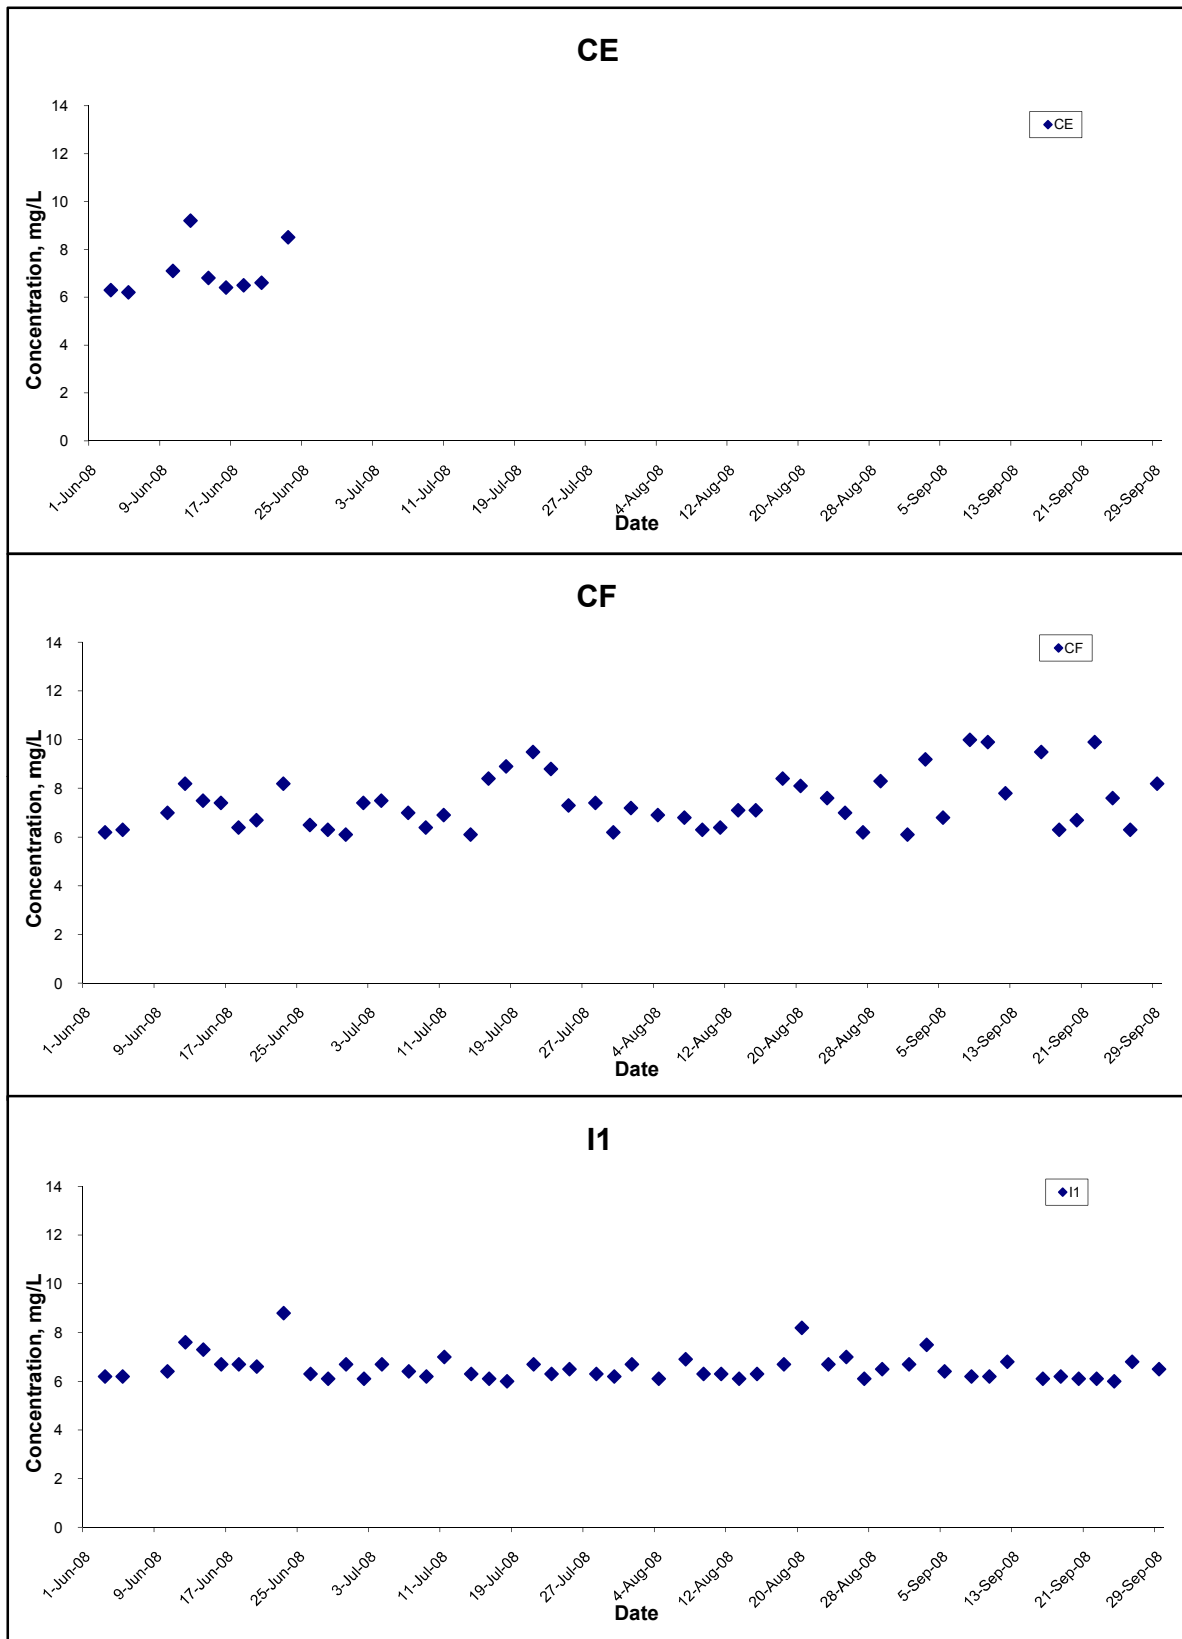 CE
14
12
10
8
6
4
2
0
Concentration, mg/L
CE
1-Jun-08 9-Jun-08 17-Jun-08 25-Jun-08 3-Jul-08 11-Jul-08 19-Jul-08 27-Jul-08 4-Aug-08 12-Aug-08 20-Aug-08 28-Aug-08 5-Sep-08 13-Sep-08 21-Sep-08 29-Sep-08
Date
CF
14
12
10
8
6
4
2
0
Concentration, mg/L
CF
1-Jun-08 9-Jun-08 17-Jun-08 25-Jun-08 3-Jul-08 11-Jul-08 19-Jul-08 27-Jul-08 4-Aug-08 12-Aug-08 20-Aug-08 28-Aug-08 5-Sep-08 13-Sep-08 21-Sep-08 29-Sep-08
Date
I1
14
12
10
8
6
4
2
0
Concentration, mg/L
I1
1-Jun-08 9-Jun-08 17-Jun-08 25-Jun-08 3-Jul-08 11-Jul-08 19-Jul-08 27-Jul-08 4-Aug-08 12-Aug-08 20-Aug-08 28-Aug-08 5-Sep-08 13-Sep-08 21-Sep-08 29-Sep-08
Date